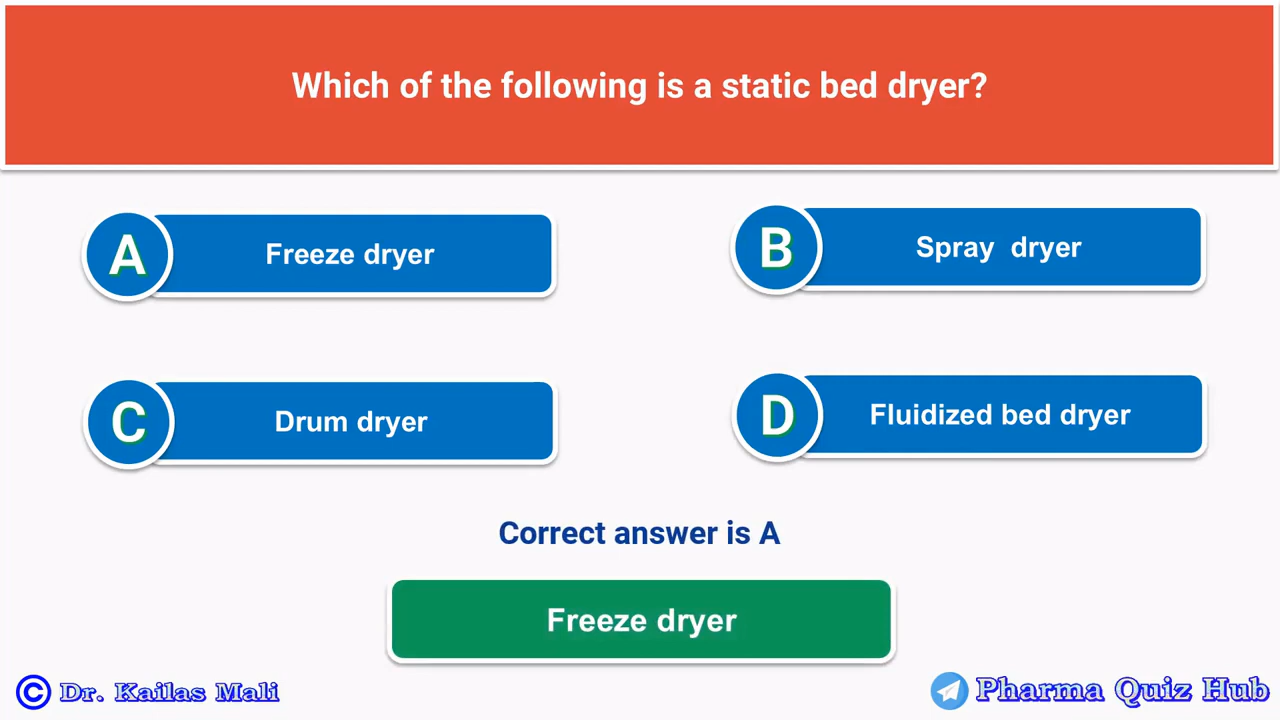 Which of the following is a static bed dryer?
A Freeze dryer
B Spray dryer
C Drum dryer
D Fluidized bed dryer
Correct answer is A
Freeze dryer
© Dr. Kailas Mali
Pharma Quiz Hub